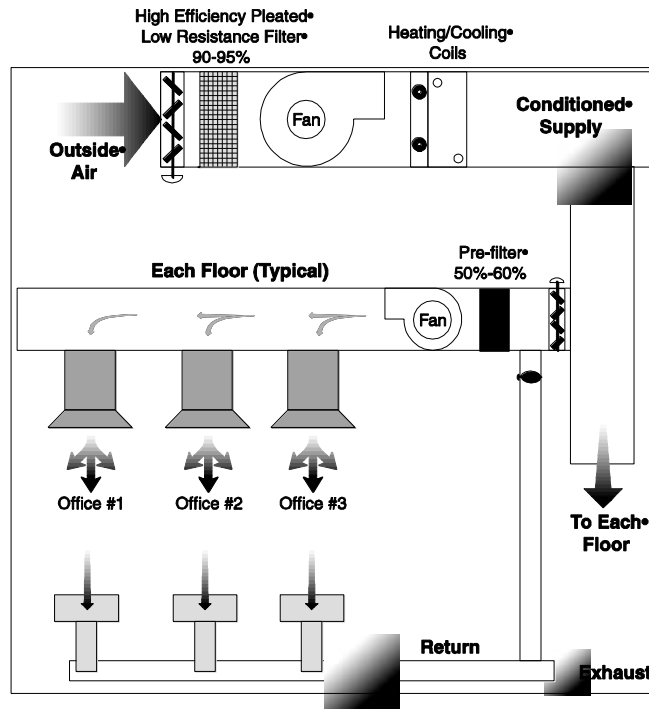 High Efficiency Pleated•
Low Resistance Filter•
90-95%
Heating/Cooling•
Coils
Fan
Conditioned•
Supply
Outside•
Air
Each Floor (Typical)
Pre-filter•
50%-60%
Fan
Office #1
Office #2
Office #3
To Each•
Floor
Return
Exhaust